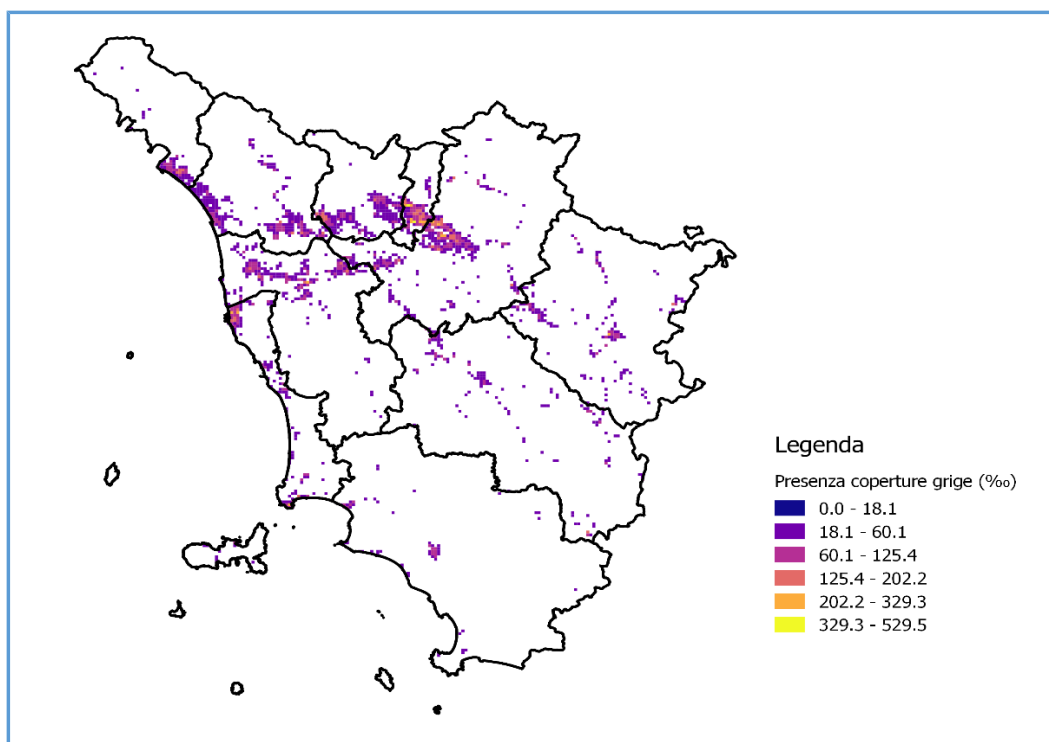 Legenda
Presenza coperture grige (‰)
0.0 - 18.1
18.1 - 60.1
60.1 - 125.4
125.4 - 202.2
202.2 - 329.3
329.3 - 529.5